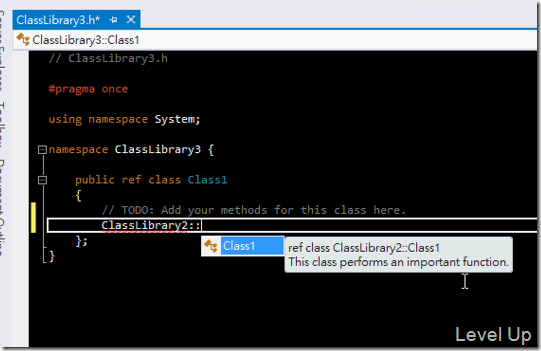 ClassLibrary3.h*
ClassLibrary3::Class1
// ClassLibrary3.h
#pragma once
using namespace System;
namespace ClassLibrary3 {
public ref class Class1
{
// TODO: Add your methods for this class here.
ClassLibrary2::
};
}
Class1
ref class ClassLibrary2::Class1
This class performs an important function.
Level Up